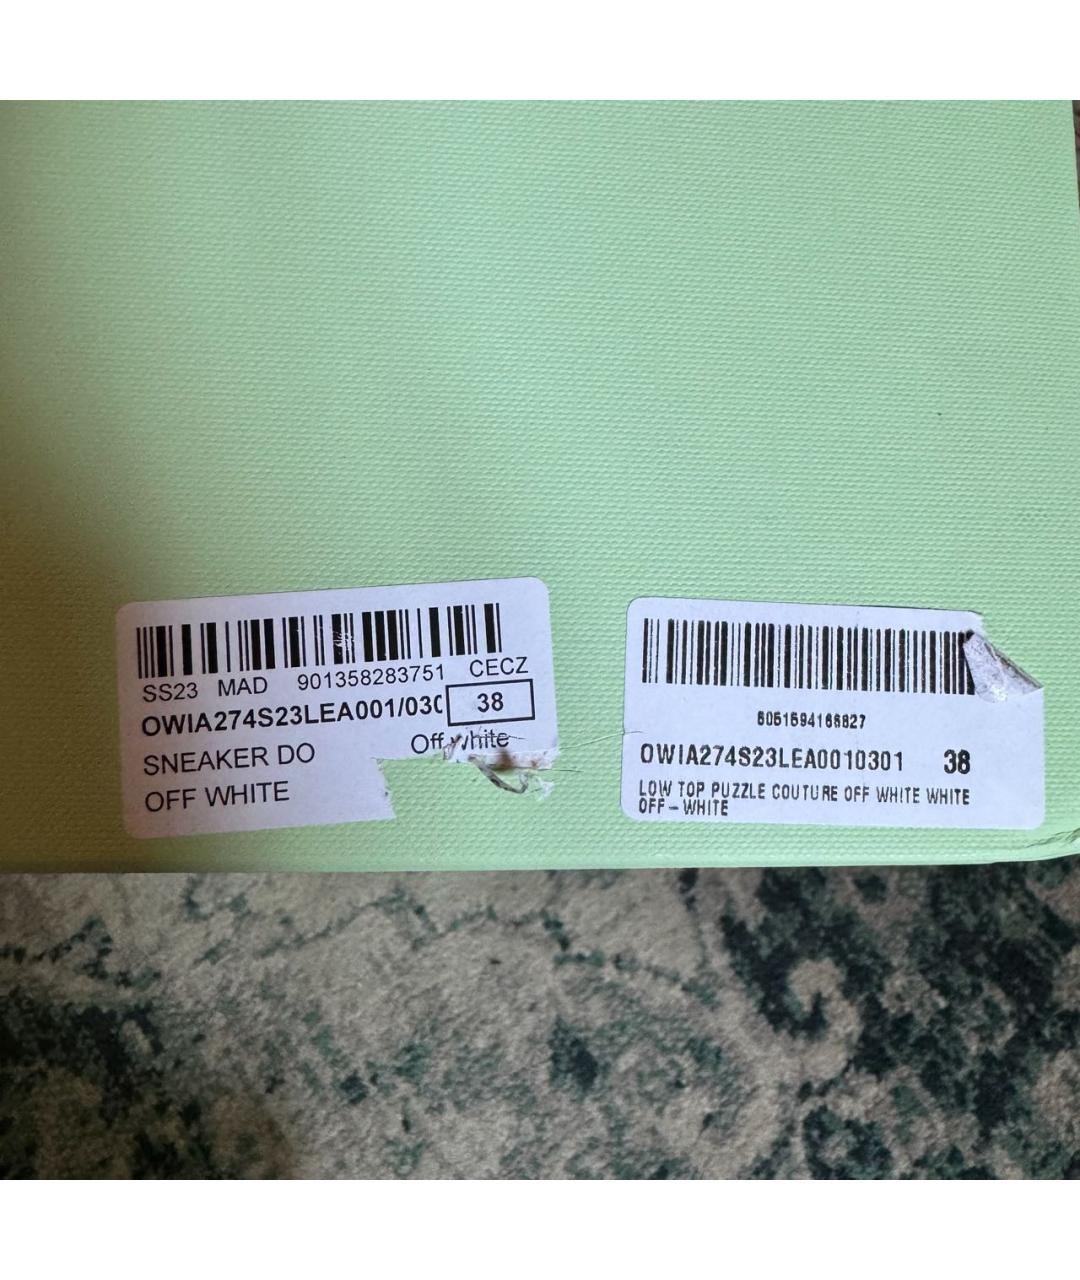 SS23 MAD 901358283751 CECZ
OWIA274S23LEA001/030 38
SNEAKER DO Off white
OFF WHITE
5051594166827
OWIA274S23LEA0010301 38
LOW TOP PUZZLE COUTURE OFF WHITE WHITE
OFF-WHITE